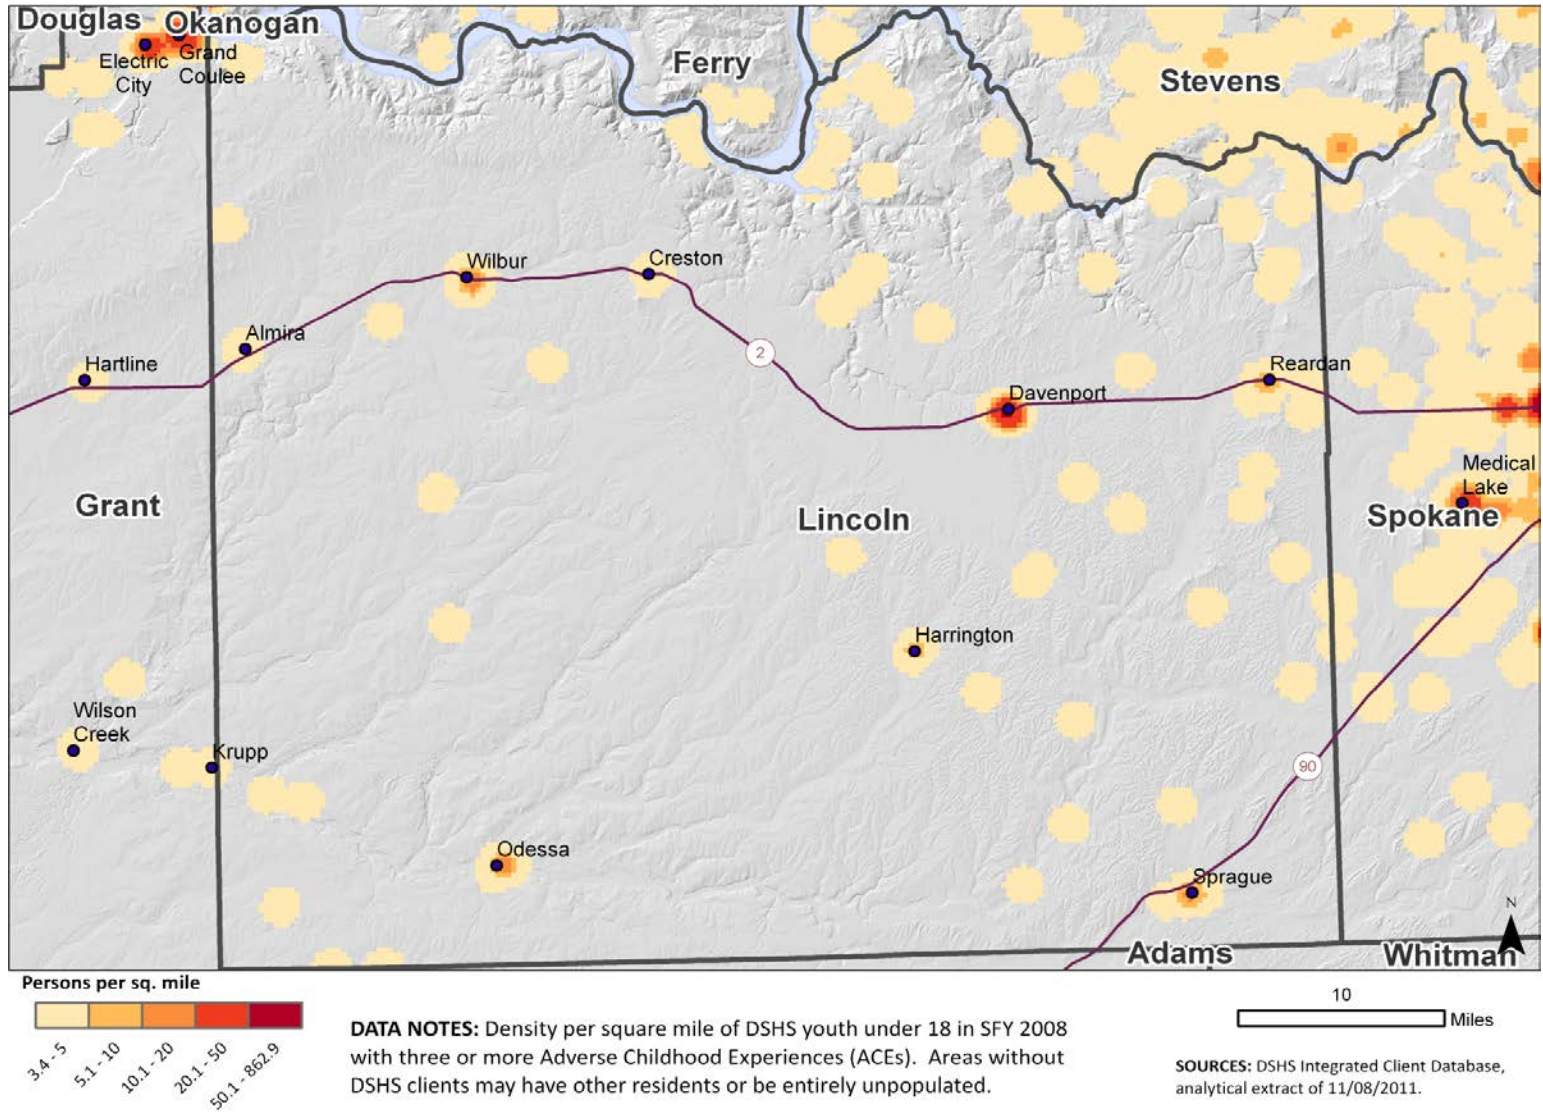 Douglas
Okanogan
Electric
City
Grand
Coulee
Ferry
Stevens
Wilbur
Creston
Almira
Hartline
2
Reardan
Davenport
Medical
Lake
Grant
Lincoln
Spokane
Harrington
Wilson
Creek
Krupp
90
Odessa
Sprague
N
Adams
Whitman
Persons per sq. mile
3.4 - 5
5.1 - 10
10.1 - 20
20.1 - 50
50.1 - 862.9
DATA NOTES: Density per square mile of DSHS youth under 18 in SFY 2008
with three or more Adverse Childhood Experiences (ACEs). Areas without
DSHS clients may have other residents or be entirely unpopulated.
10
Miles
SOURCES: DSHS Integrated Client Database,
analytical extract of 11/08/2011.